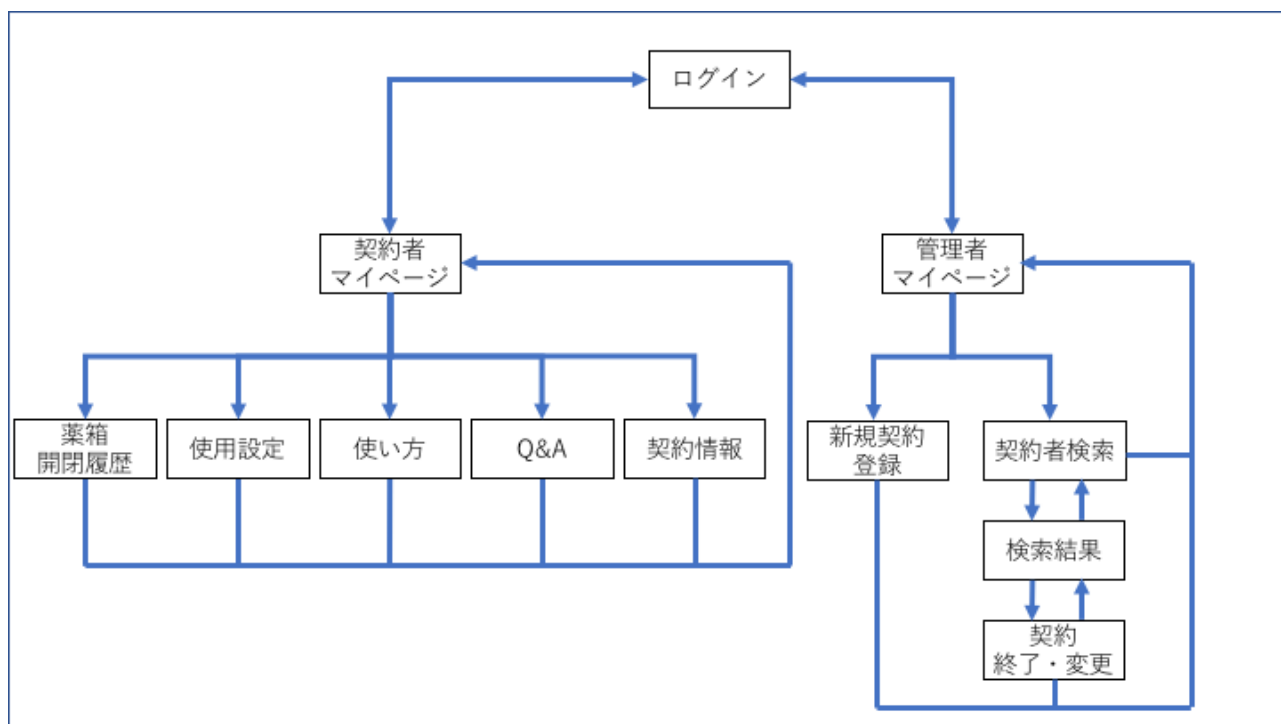 ログイン
契約者
マイページ
管理者
マイページ
薬箱
開閉履歴
使用設定
使い方
Q&A
契約情報
新規契約
登録
契約者検索
検索結果
契約
終了・変更